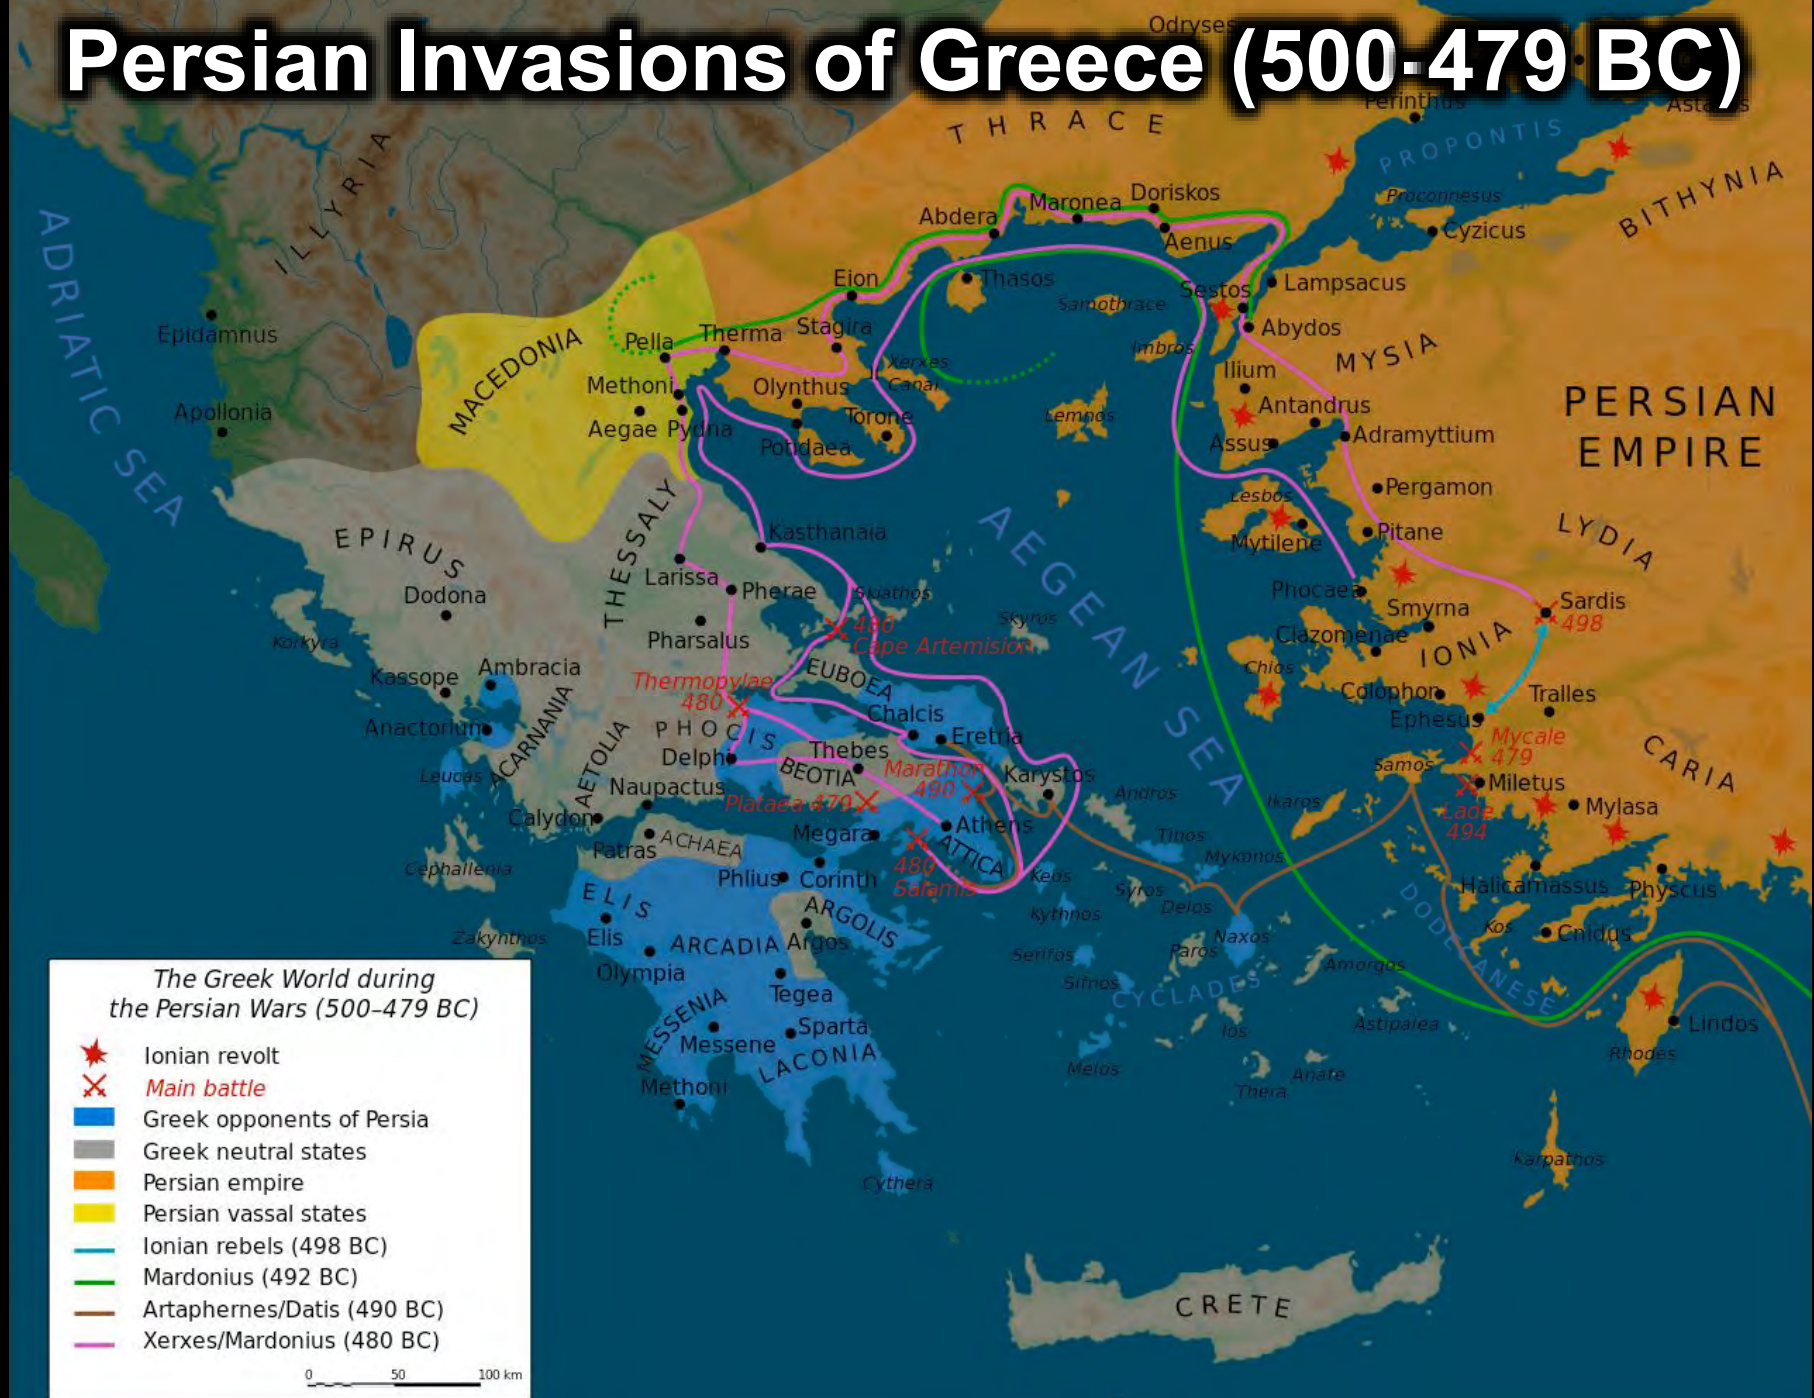 Persian Invasions of Greece (500-479 BC)
Odryses
Perinthus
THRACE
PROPONTIS
BITHYNIA
Proconnesus
Cyzicus
ILLYRIA
ADRIATIC SEA
Abdera
Maronea
Doriskos
Aenus
Eion
Thasos
Samothrace
Sestos
Lampsacus
Abydos
Epidamnus
MACEDONIA
Pella
Therma
Stagira
Xerxes
Canal
Imbros
Ilium
MYSIA
Methoni
Olynthus
Torone
Lemnos
Antandrus
PERSIAN
EMPIRE
Apollonia
Aegae
Pydna
Potidaea
Assus
Adramyttium
Lesbos
Pergamon
EPIRUS
THESSALY
Kasthanaia
AEGEAN SEA
Mytilene
Pitane
LYDIA
Dodona
Larissa
Pherae
Skiathos
Phocaea
Smyrna
Sardis
498
Korkyra
Pharsalus
480
Cape Artemision
Skyros
Clazomenae
IONIA
Kassope
Ambracia
Thermopylae
480
EUBOEA
Chios
Colophon
Tralles
Anactorium
ACARNANIA
AETOLIA
PHOCIS
Chalcis
Eretria
Ephesus
Mycale
479
CARIA
Leucas
Delphi
Thebes
BEOTIA
Marathon
490
Karystos
Samos
Miletus
Naupactus
Plataea 479
Andros
Ikaros
Lade
494
Mylasa
Calydon
Patras
ACHAEA
Megara
Athens
ATTICA
Tinos
Mykonos
Cephallenia
Phlius
Corinth
480
Salamis
Keos
Syros
Delos
Halicarnassus
Physcus
ELIS
ARGOLIS
Kythnos
DODECANESE
Kos
Cnidus
Zakynthos
Elis
ARCADIA
Argos
Serifos
Paros
Naxos
Amorgos
Olympia
Tegea
Sifnos
CYCLADES
MESSENIA
Messene
Sparta
LACONIA
Ios
Astipalea
Lindos
Methoni
Melos
Thera
Anafe
Rhodes
Cythera
Karpathos
CRETE
The Greek World during
the Persian Wars (500–479 BC)
Ionian revolt
Main battle
Greek opponents of Persia
Greek neutral states
Persian empire
Persian vassal states
Ionian rebels (498 BC)
Mardonius (492 BC)
Artaphernes/Datis (490 BC)
Xerxes/Mardonius (480 BC)
0 50 100 km